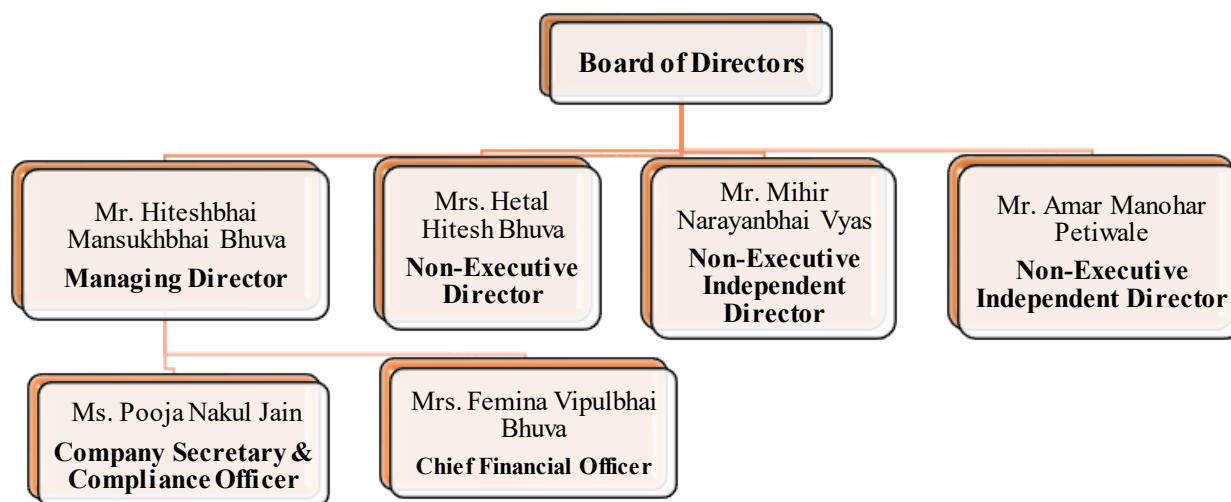 Board of Directors
Mr. Hiteshbhai
Mansukhbhai Bhuva
Managing Director
Mrs. Hetal
Hitesh Bhuva
Non-Executive
Director
Mr. Mihir
Narayanbhai Vyas
Non-Executive
Independent
Director
Mr. Amar Manohar
Petiwale
Non-Executive
Independent Director
Ms. Pooja Nakul Jain
Company Secretary &
Compliance Officer
Mrs. Femina Vipulbhai
Bhuva
Chief Financial Officer